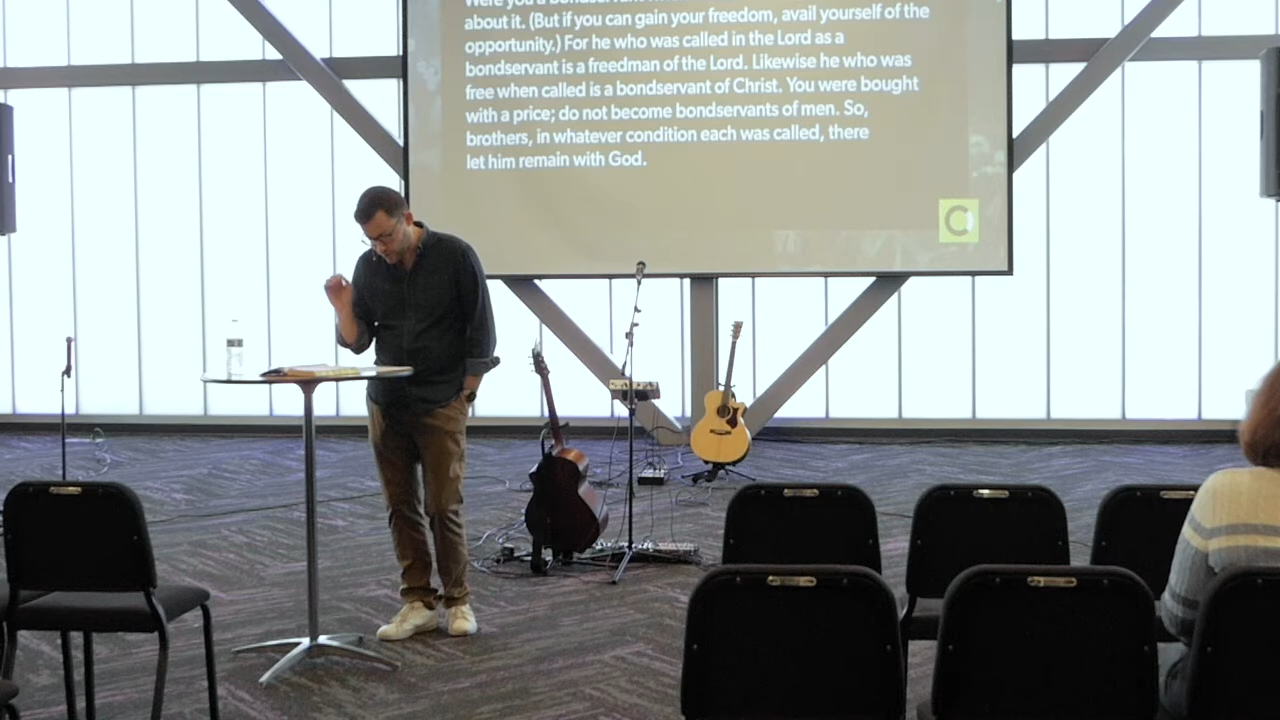 Were you a bondservant
about it. (But if you can gain your freedom, avail yourself of the
opportunity.) For he who was called in the Lord as a
bondservant is a freedman of the Lord. Likewise he who was
free when called is a bondservant of Christ. You were bought
with a price; do not become bondservants of men. So,
brothers, in whatever condition each was called, there
let him remain with God.
C